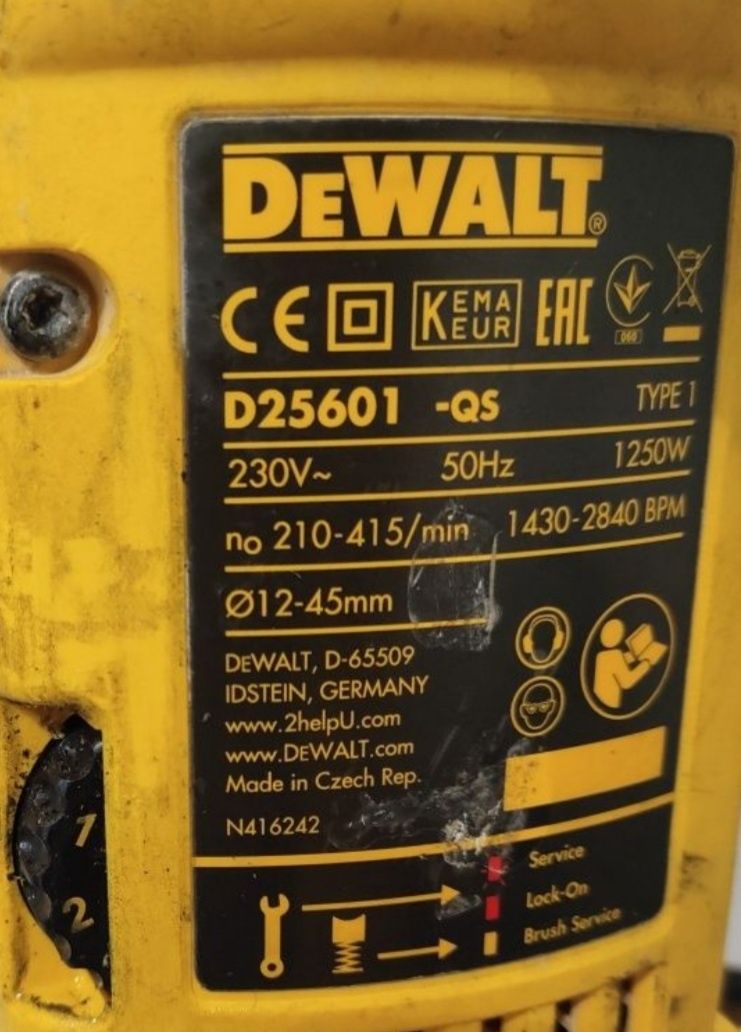 DEWALT®
CE KEMA KEUR EAC
D60
D25601 -QS TYPE 1
230V~ 50Hz 1250W
no 210-415/min 1430-2840 BPM
Ø12-45mm
DEWALT, D-65509
IDSTEIN, GERMANY
www.2helpU.com
www.DEWALT.com
Made in Czech Rep.
N416242
Service
Lock-On
Brush Service
1
2